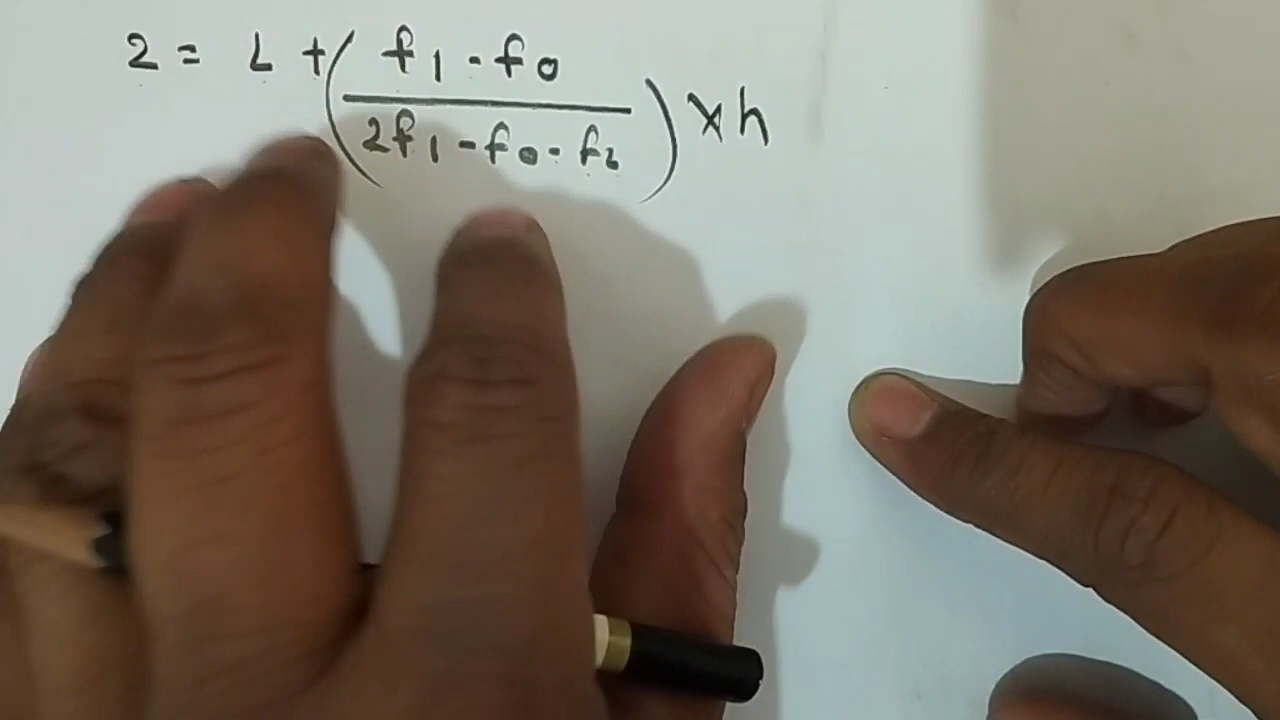 2 = L + ( f1 - f0 / 2f1 - f0 - f2 ) × h